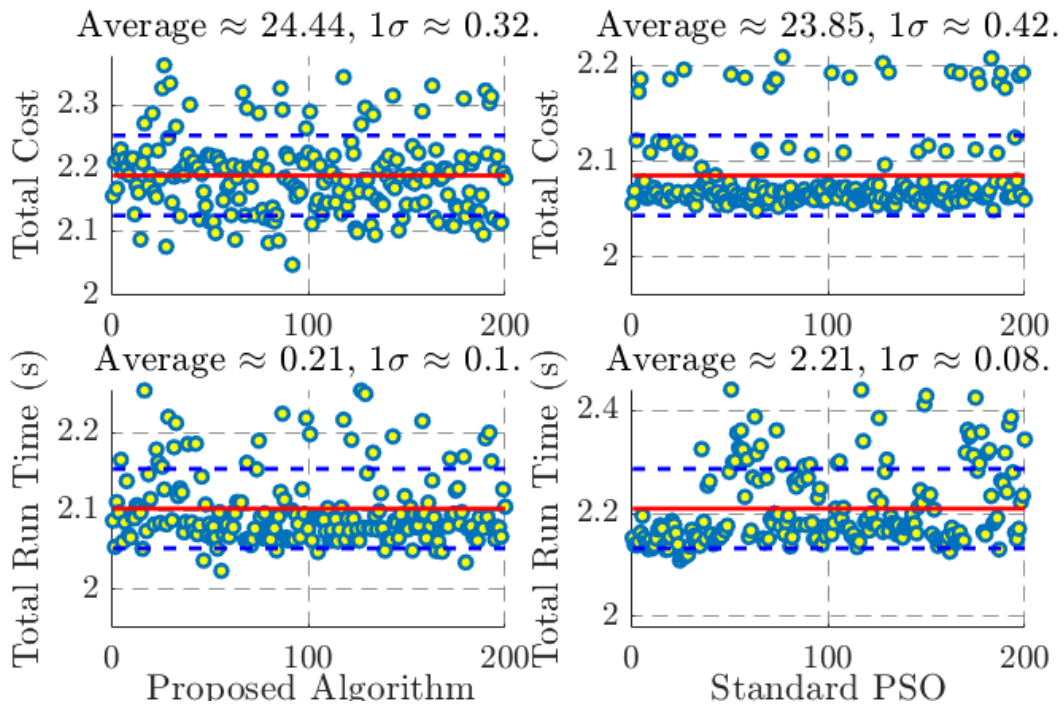 Average ≈ 24.44, 1σ ≈ 0.32.
Total Cost
2.3
2.2
2.1
2
0 100 200
Average ≈ 23.85, 1σ ≈ 0.42.
Total Cost
2.2
2.1
2
0 100 200
Average ≈ 0.21, 1σ ≈ 0.1.
Total Run Time (s)
2.2
2.1
2
0 100 200
Proposed Algorithm
Average ≈ 2.21, 1σ ≈ 0.08.
Total Run Time (s)
2.4
2.2
2
0 100 200
Standard PSO